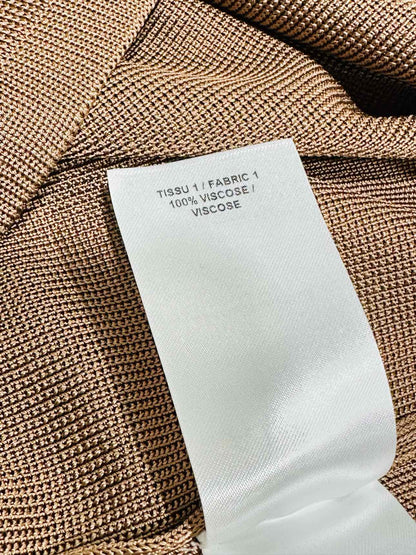 TISSU 1 / FABRIC 1
100% VISCOSE /
VISCOSE